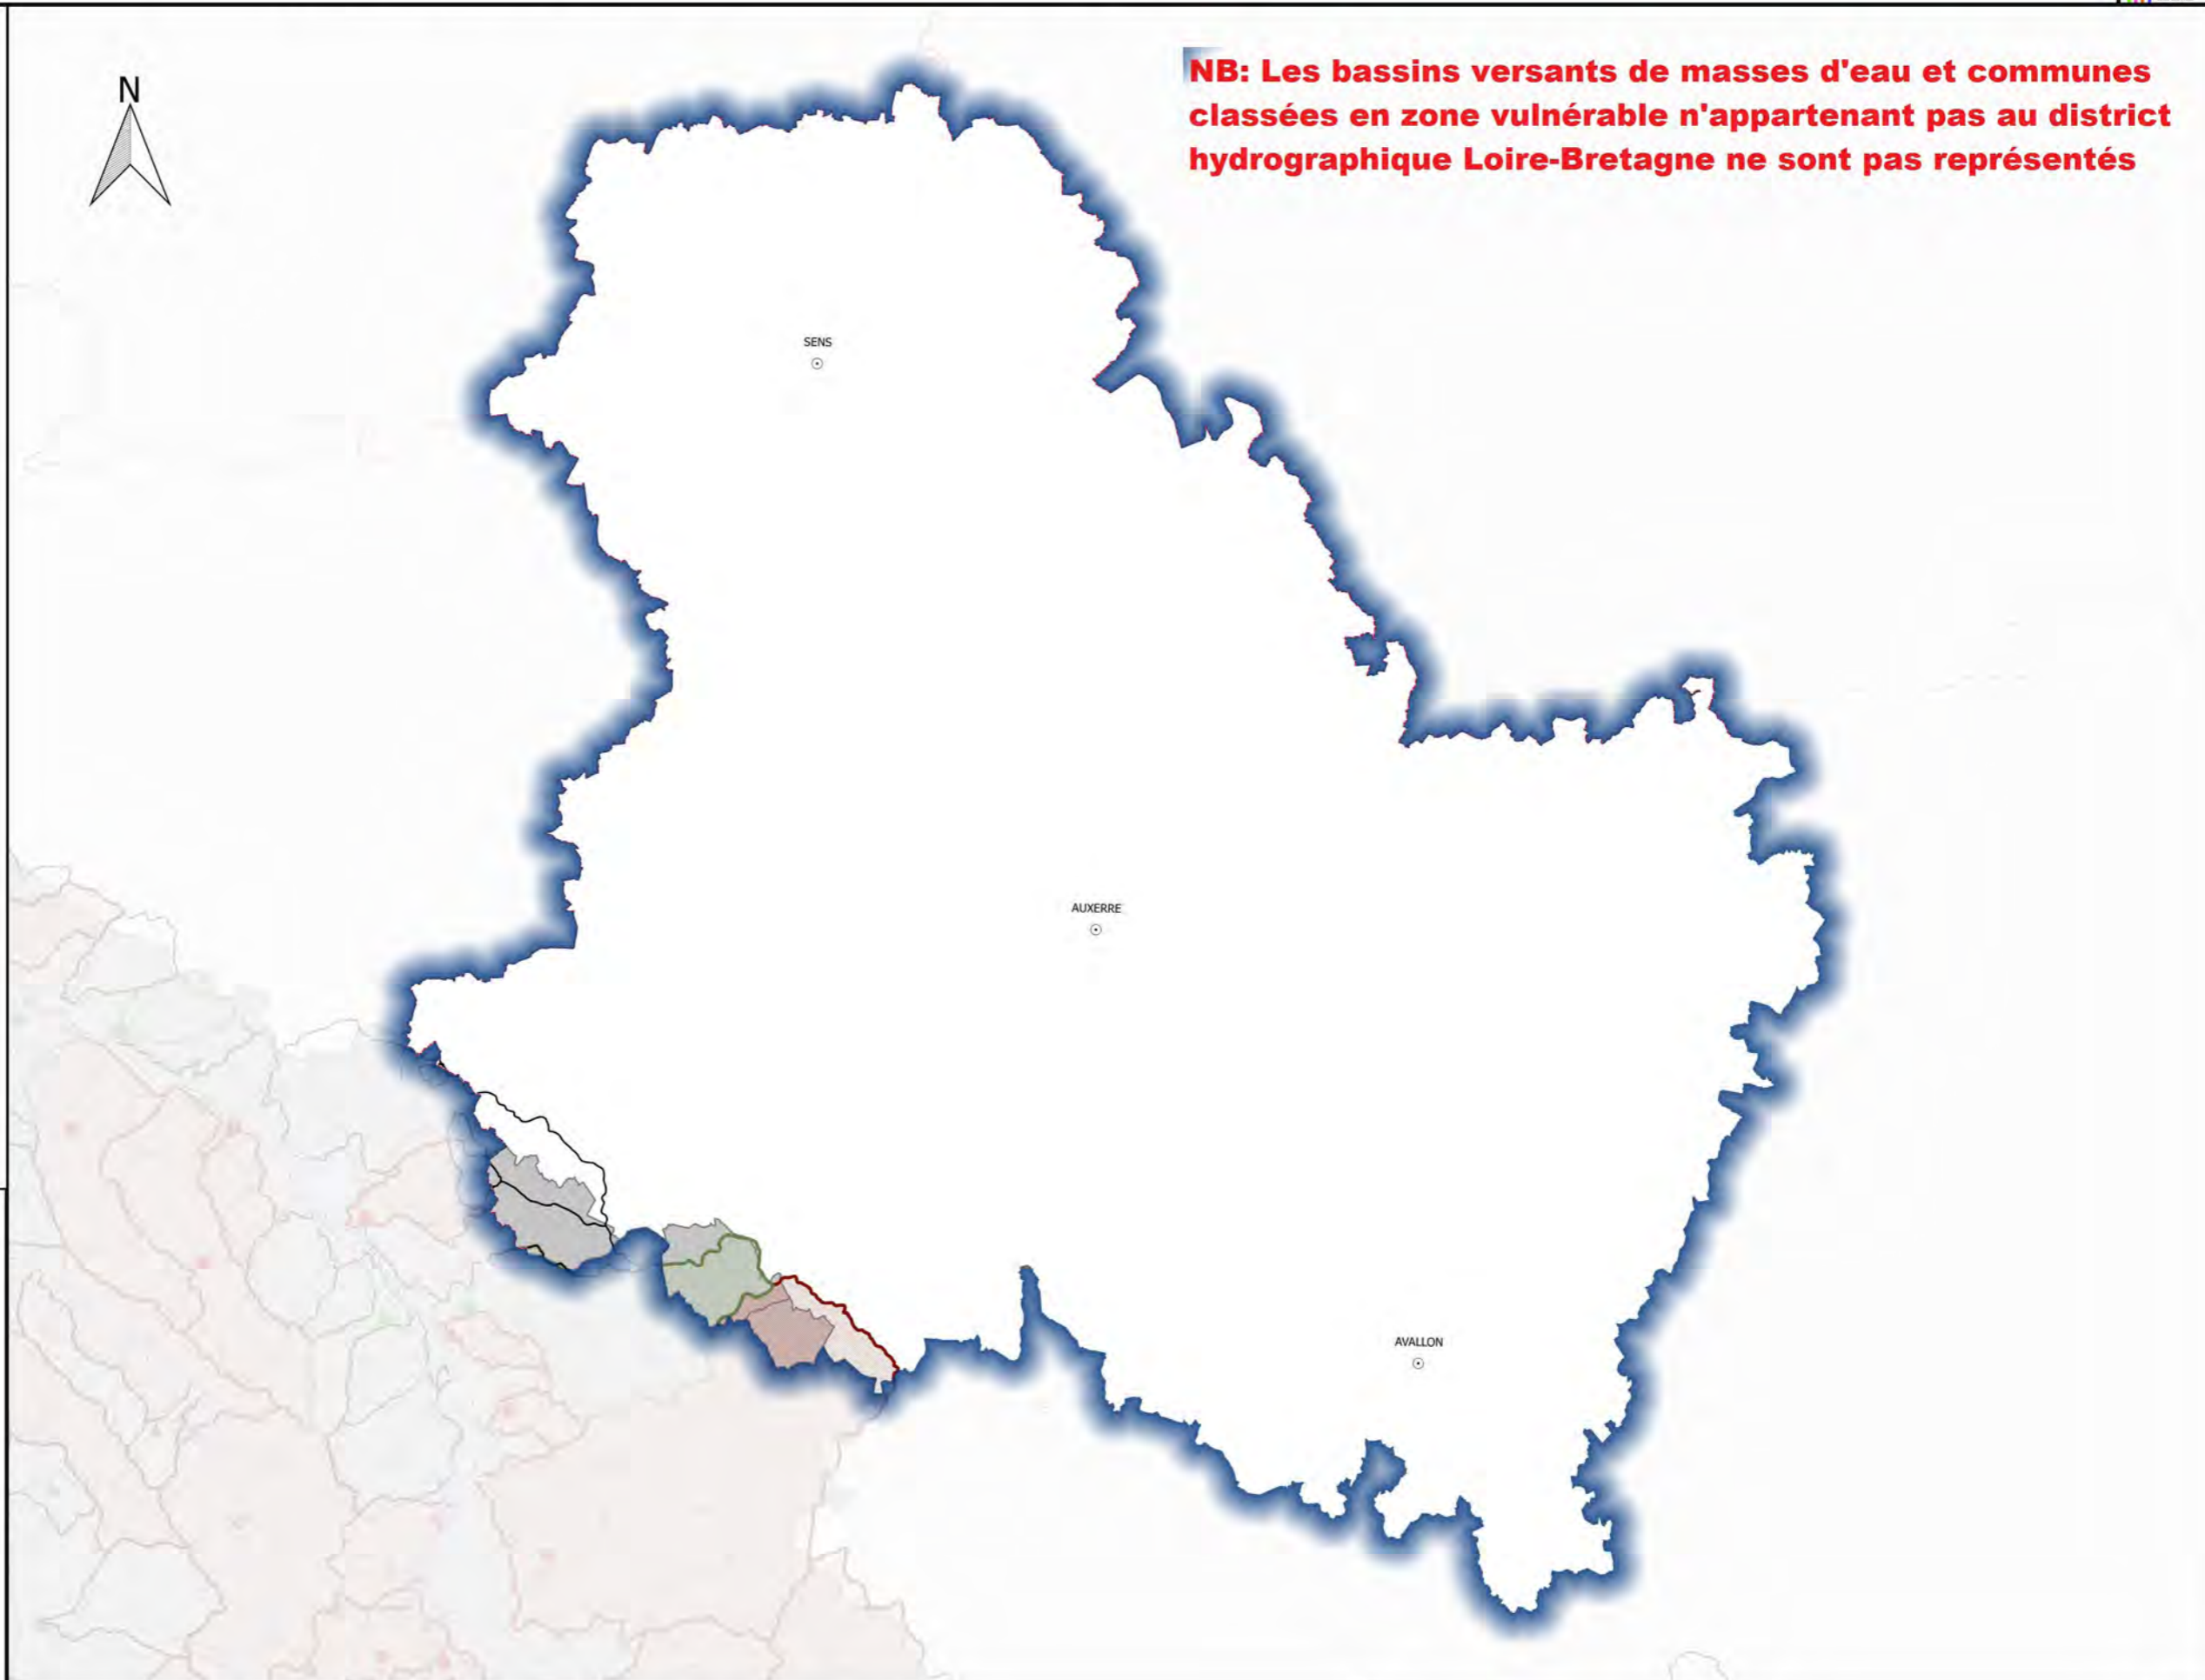 N
NB: Les bassins versants de masses d'eau et communes
classées en zone vulnérable n'appartenant pas au district
hydrographique Loire-Bretagne ne sont pas représentés
SENS
AUXERRE
AVALLON